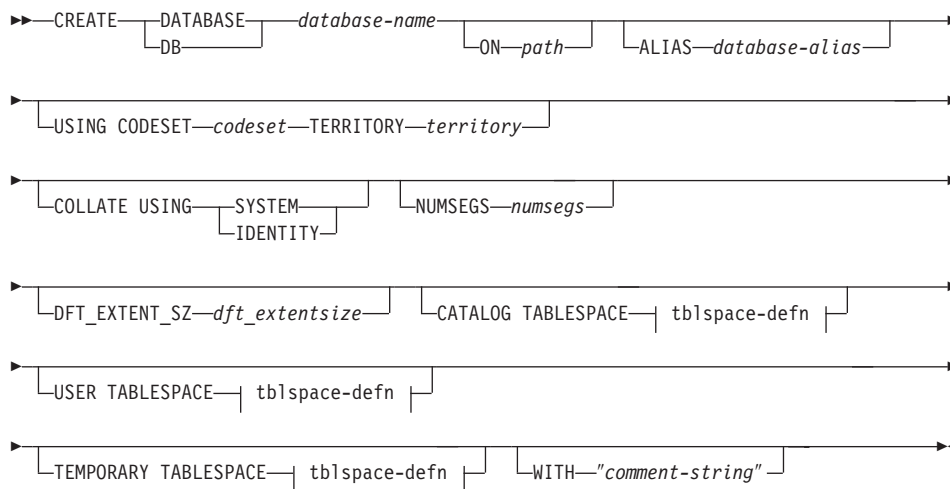 CREATE DATABASE database-name
DB ON path ALIAS database-alias
USING CODESET codeset TERRITORY territory
COLLATE USING SYSTEM NUMSEGS numsegs
IDENTITY
DFT_EXTENT_SZ dft_extentsize CATALOG TABLESPACE tblspace-defn
USER TABLESPACE tblspace-defn
TEMPORARY TABLESPACE tblspace-defn WITH "comment-string"